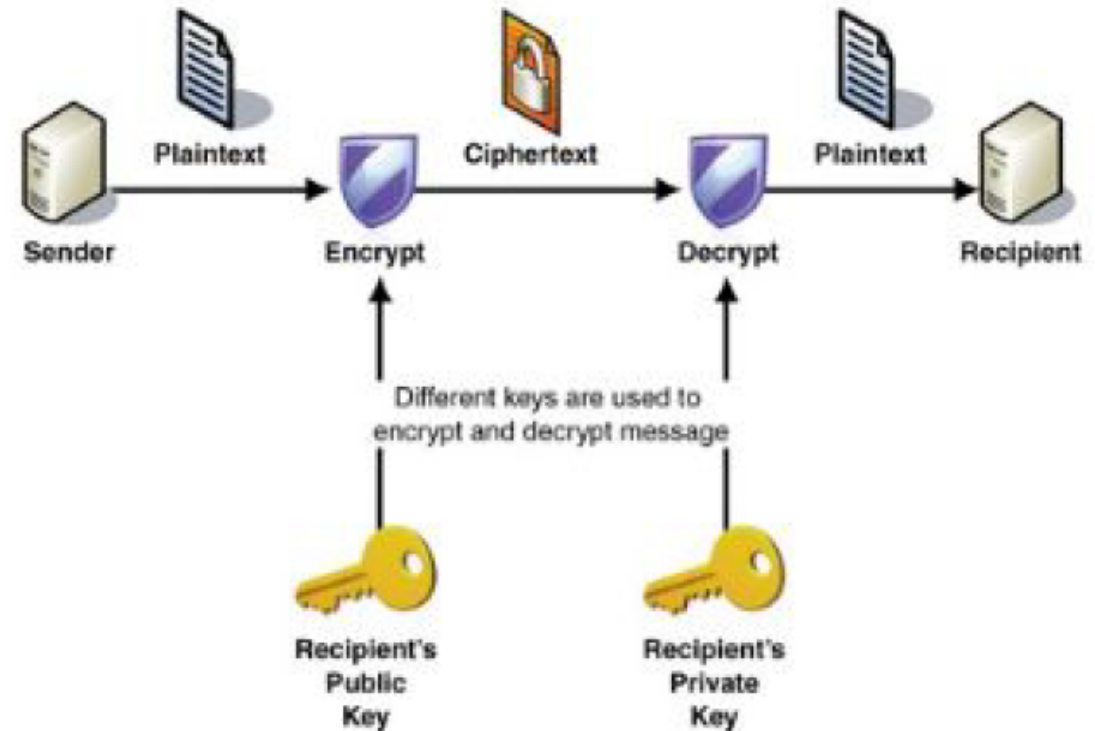 Plaintext
Ciphertext
Plaintext
Sender
Encrypt
Decrypt
Recipient
Different keys are used to
encrypt and decrypt message
Recipient's
Public
Key
Recipient's
Private
Key